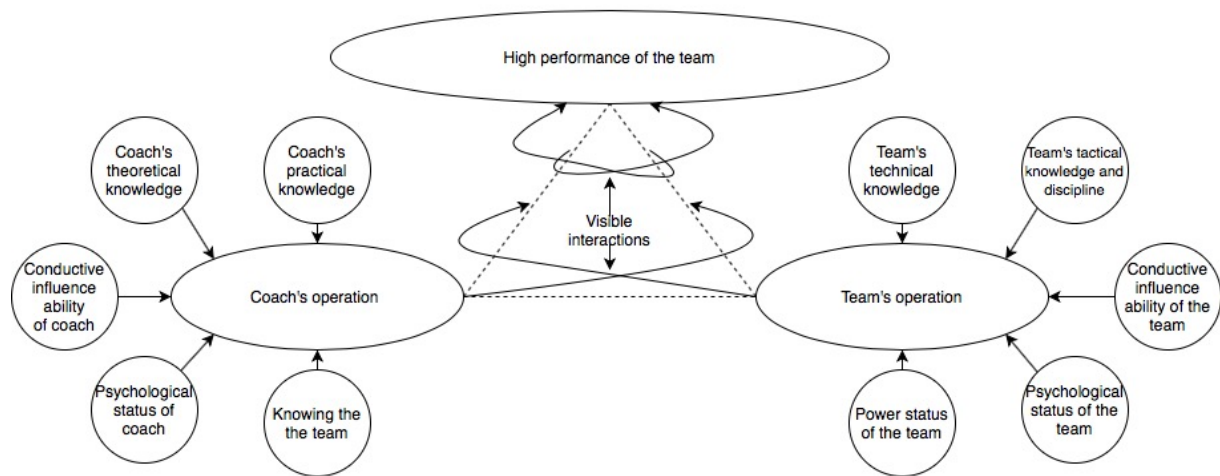 High performance of the team
Coach's
theoretical
knowledge
Coach's
practical
knowledge
Team's
technical
knowledge
Team's tactical
knowledge and
discipline
Visible
interactions
Conductive
influence ability
of coach
Coach's operation
Team's operation
Conductive
influence
ability of the
team
Psychological
status of
coach
Knowing the
the team
Power status
of the team
Psychological
status of the
team